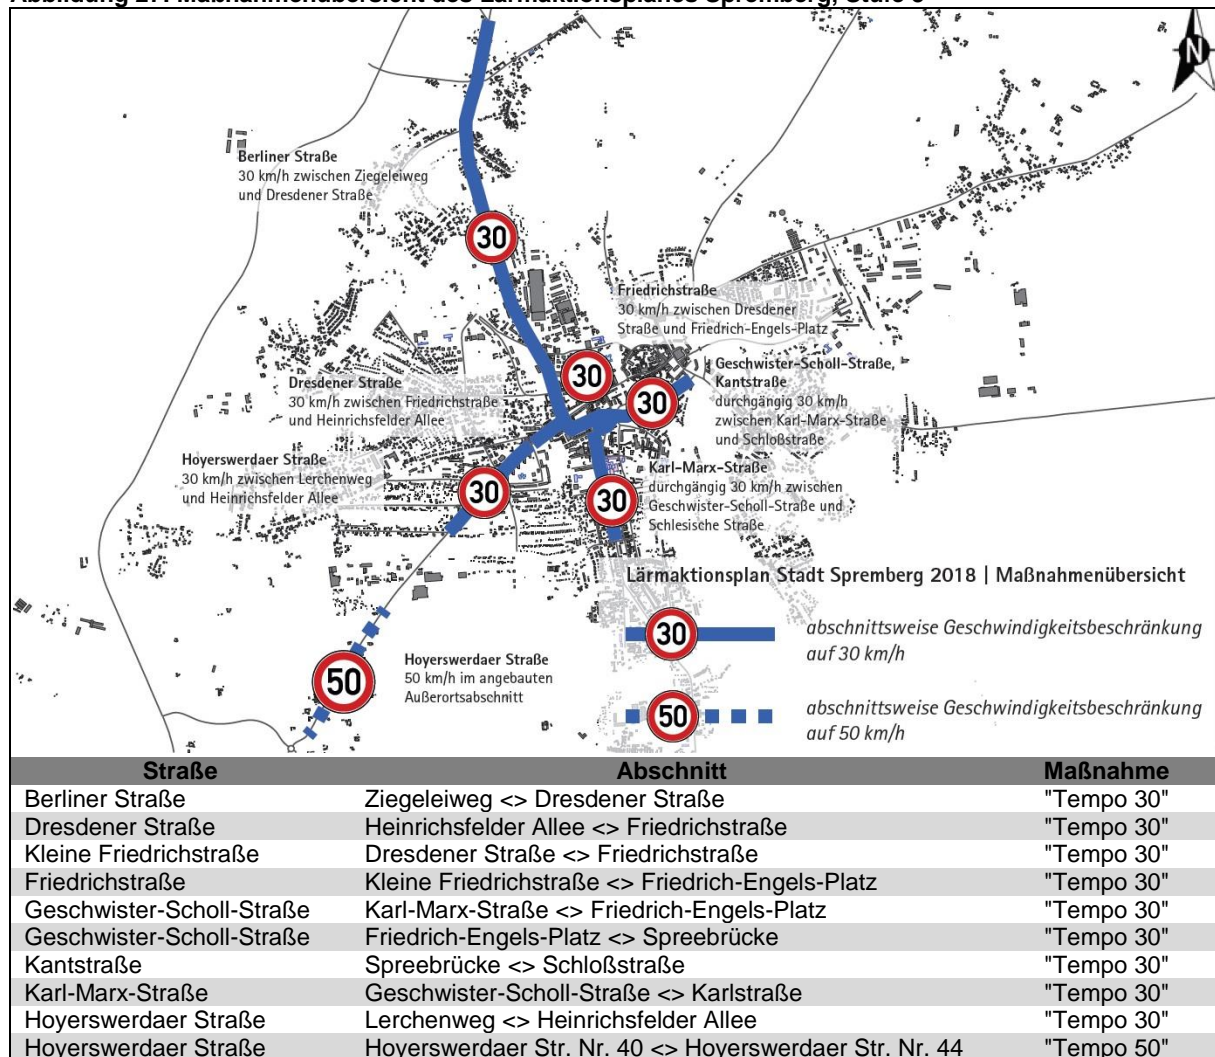 Abbildung 27: Maßnahmenübersicht des Lärmaktionsplanes Spremberg, Stufe 3
N
Berliner Straße
30 km/h zwischen Ziegeleiweg
und Dresdener Straße
30
Friedrichstraße
30 km/h zwischen Dresdener
Straße und Friedrich-Engels-Platz
30
Geschwister-Scholl-Straße,
Kantstraße
durchgängig 30 km/h
zwischen Karl-Marx-Straße
und Schloßstraße
30
Dresdener Straße
30 km/h zwischen Friedrichstraße
und Heinrichsfelder Allee
Hoyerswerdaer Straße
30 km/h zwischen Lerchenweg
und Heinrichsfelder Allee
30
Karl-Marx-Straße
durchgängig 30 km/h zwischen
Geschwister-Scholl-Straße und
Schlesische Straße
30
Hoyerswerdaer Straße
50 km/h im angebauten
Außerortsabschnitt
50
Lärmaktionsplan Stadt Spremberg 2018 | Maßnahmenübersicht
30 abschnittsweise Geschwindigkeitsbeschränkung
auf 30 km/h
50 abschnittsweise Geschwindigkeitsbeschränkung
auf 50 km/h
Straße Abschnitt Maßnahme
Berliner Straße Ziegeleiweg <> Dresdener Straße "Tempo 30"
Dresdener Straße Heinrichsfelder Allee <> Friedrichstraße "Tempo 30"
Kleine Friedrichstraße Dresdener Straße <> Friedrichstraße "Tempo 30"
Friedrichstraße Kleine Friedrichstraße <> Friedrich-Engels-Platz "Tempo 30"
Geschwister-Scholl-Straße Karl-Marx-Straße <> Friedrich-Engels-Platz "Tempo 30"
Geschwister-Scholl-Straße Friedrich-Engels-Platz <> Spreebrücke "Tempo 30"
Kantstraße Spreebrücke <> Schloßstraße "Tempo 30"
Karl-Marx-Straße Geschwister-Scholl-Straße <> Karlstraße "Tempo 30"
Hoyerswerdaer Straße Lerchenweg <> Heinrichsfelder Allee "Tempo 30"
Hoyerswerdaer Straße Hoyerswerdaer Str. Nr. 40 <> Hoyerswerdaer Str. Nr. 44 "Tempo 50"